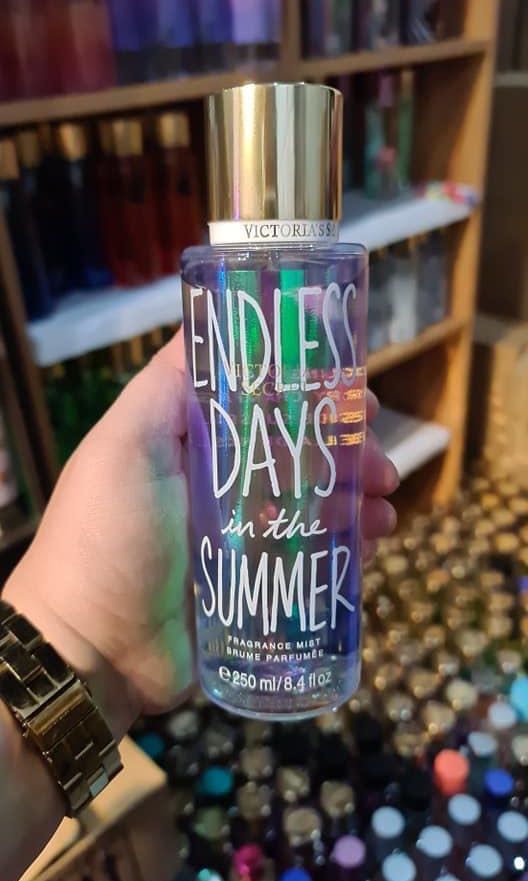 VICTORIA'S S
ENDLESS
DAYS
in the
SUMMER
FRAGRANCE MIST
BRUME PARFUMÉE
℮ 250 ml/8.4 fl oz